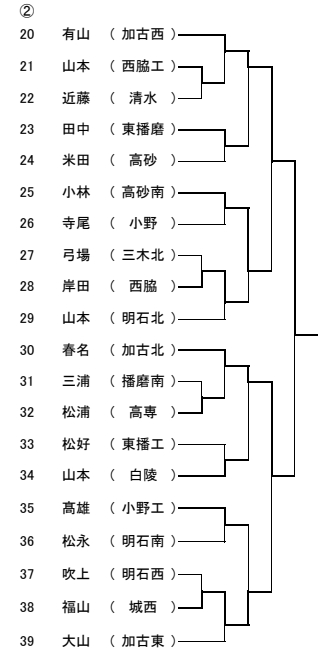 ②
20 有山 （ 加古西 ）
21 山本 （ 西脇工 ）
22 近藤 （ 清水 ）
23 田中 （ 東播磨 ）
24 米田 （ 高砂 ）
25 小林 （ 高砂南 ）
26 寺尾 （ 小野 ）
27 弓場 （ 三木北 ）
28 岸田 （ 西脇 ）
29 山本 （ 明石北 ）
30 春名 （ 加古北 ）
31 三浦 （ 播磨南 ）
32 松浦 （ 高専 ）
33 松好 （ 東播工 ）
34 山本 （ 白陵 ）
35 髙雄 （ 小野工 ）
36 松永 （ 明石南 ）
37 吹上 （ 明石西 ）
38 福山 （ 城西 ）
39 大山 （ 加古東 ）